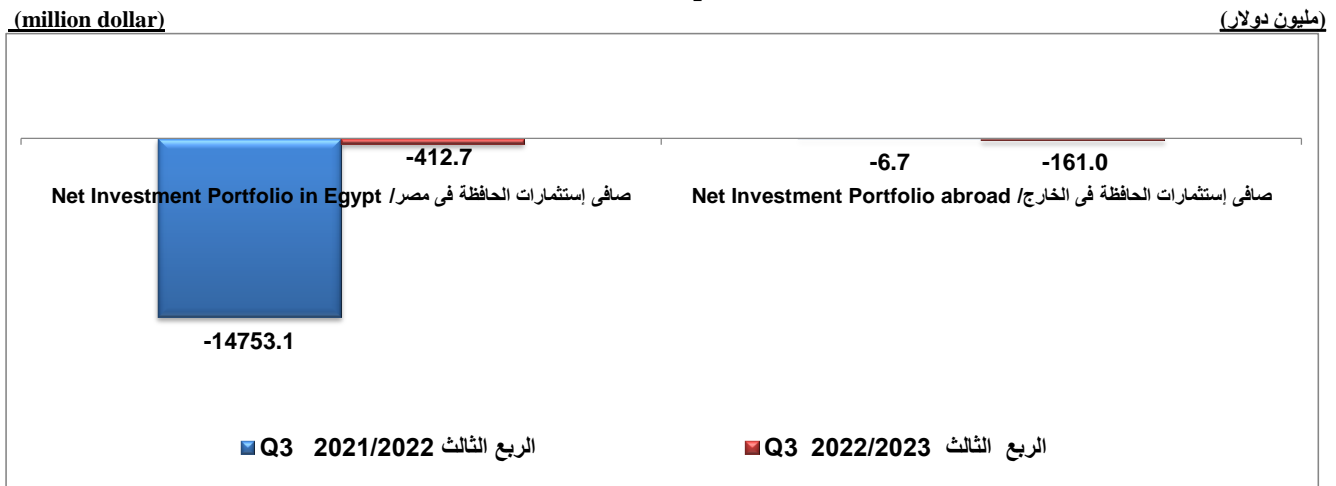 (million dollar) (مليون دولار)
-412.7 -6.7 -161.0
Net Investment Portfolio in Egypt /صافى إستثمارات الحافظة فى مصر Net Investment Portfolio abroad /صافى إستثمارات الحافظة فى الخارج
-14753.1
Q3 2021/2022 الربع الثالث Q3 2022/2023 الربع الثالث